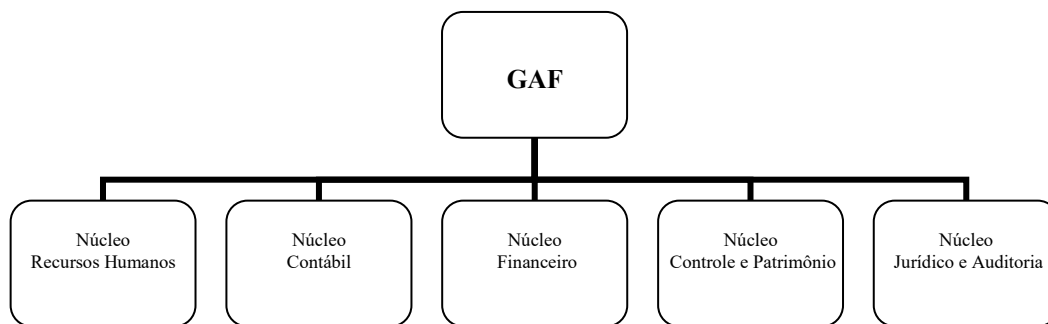 GAF
Núcleo
Recursos Humanos
Núcleo
Contábil
Núcleo
Financeiro
Núcleo
Controle e Patrimônio
Núcleo
Jurídico e Auditoria